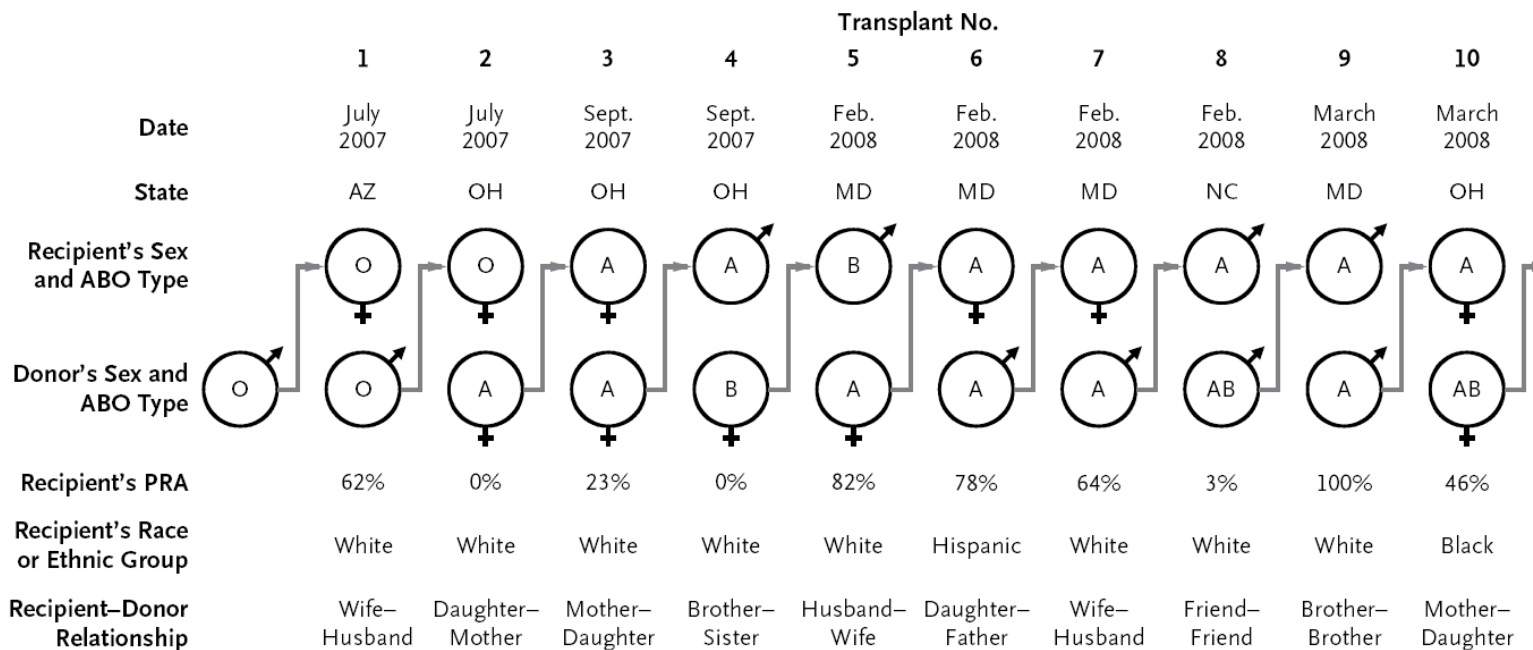 Transplant No.
1 2 3 4 5 6 7 8 9 10
Date
July 2007 July 2007 Sept. 2007 Sept. 2007 Feb. 2008 Feb. 2008 Feb. 2008 Feb. 2008 March 2008 March 2008
State AZ OH OH OH MD MD MD NC MD OH
Recipient's Sex
and ABO Type
O O A A B A A A A A
Donor's Sex and
ABO Type
O O A A B A A A AB A AB
Recipient's PRA 62% 0% 23% 0% 82% 78% 64% 3% 100% 46%
Recipient's Race
or Ethnic Group
White White White White White Hispanic White White White Black
Recipient–Donor
Relationship
Wife–Husband Daughter–Mother Mother–Daughter Brother–Sister Husband–Wife Daughter–Father Wife–Husband Friend–Friend Brother–Brother Mother–Daughter